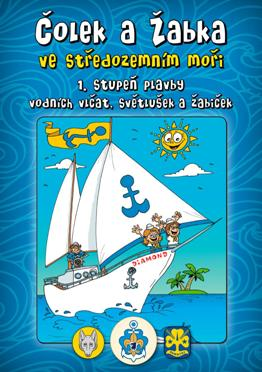 Čolek a Žabka
ve středozemním moři
1. stupeň plavby
vodních vlčat, světlušek a žabiček
DIAMOND